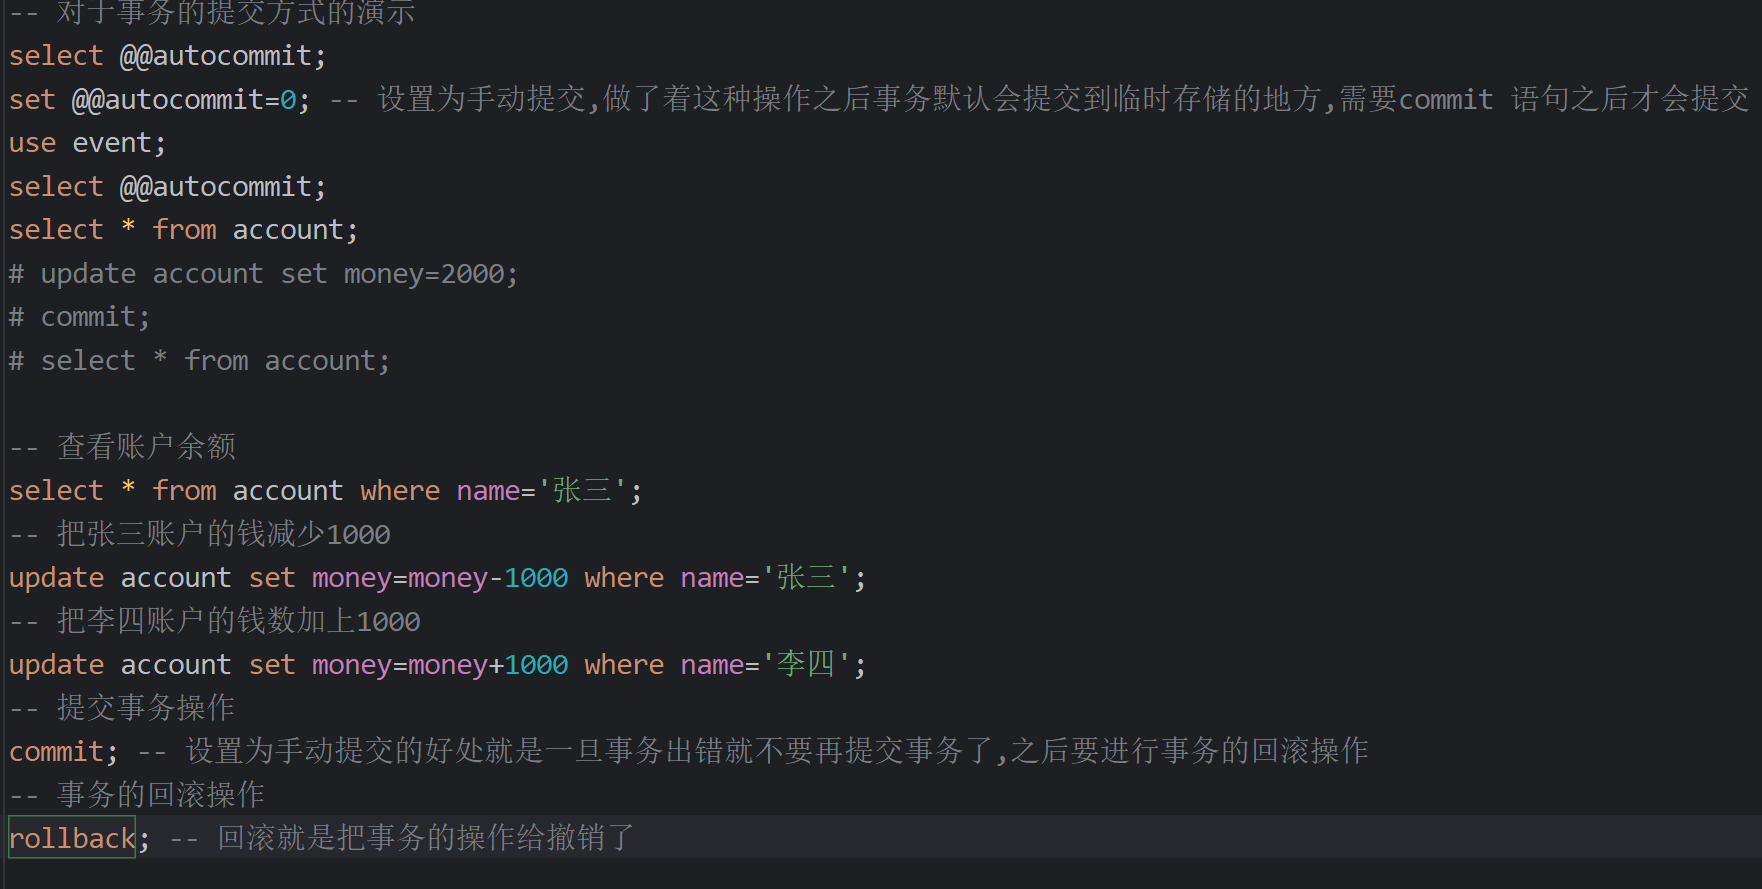 -- 对于事务的提交方式的演示
select @@autocommit;
set @@autocommit=0; -- 设置为手动提交,做了着这种操作之后事务默认会提交到临时存储的地方,需要commit 语句之后才会提交
use event;
select @@autocommit;
select * from account;
# update account set money=2000;
# commit;
# select * from account;
-- 查看账户余额
select * from account where name='张三';
-- 把张三账户的钱减少1000
update account set money=money-1000 where name='张三';
-- 把李四账户的钱数加上1000
update account set money=money+1000 where name='李四';
-- 提交事务操作
commit; -- 设置为手动提交的好处就是一旦事务出错就不要再提交事务了,之后要进行事务的回滚操作
-- 事务的回滚操作
rollback; -- 回滚就是把事务的操作给撤销了